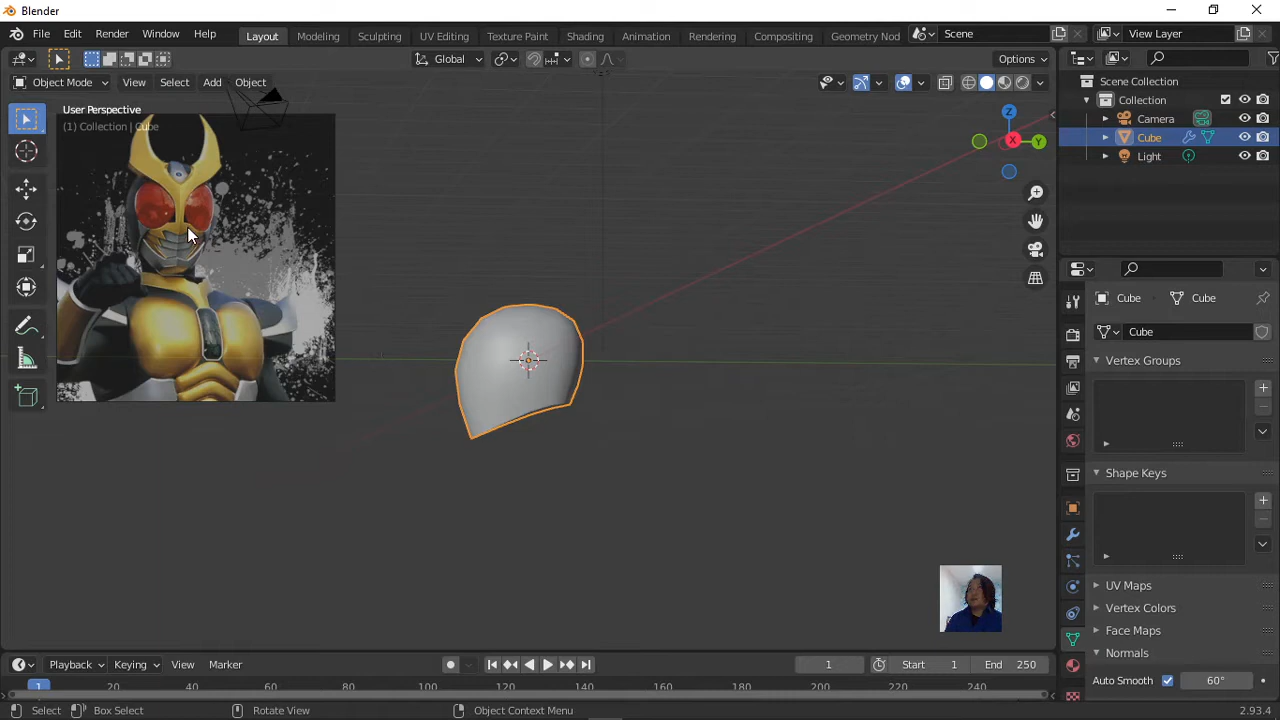 Blender
File Edit Render Window Help Layout Modeling Sculpting UV Editing Texture Paint Shading Animation Rendering Compositing Geometry Nod Scene View Layer
Global Options
Object Mode View Select Add Object
Scene Collection
Collection
Camera
Cube
Light
User Perspective
(1) Collection | Cube
X Y Z
Cube Cube
Cube
Vertex Groups
Shape Keys
UV Maps
Vertex Colors
Face Maps
Normals
Auto Smooth 60°
Playback Keying View Marker 1 Start 1 End 250
1 20 40 60 80 100 120 140 160 180 200 220 240
Select Box Select Rotate View Object Context Menu 2.93.4